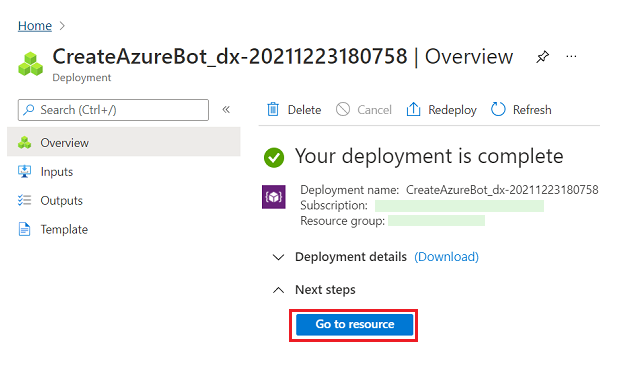 Home >
CreateAzureBot_dx-20211223180758 | Overview ...
Deployment
Search (Ctrl+/) «
Overview
Inputs
Outputs
Template
Delete Cancel Redeploy Refresh
Your deployment is complete
Deployment name: CreateAzureBot_dx-20211223180758
Subscription:
Resource group:
Deployment details (Download)
Next steps
Go to resource